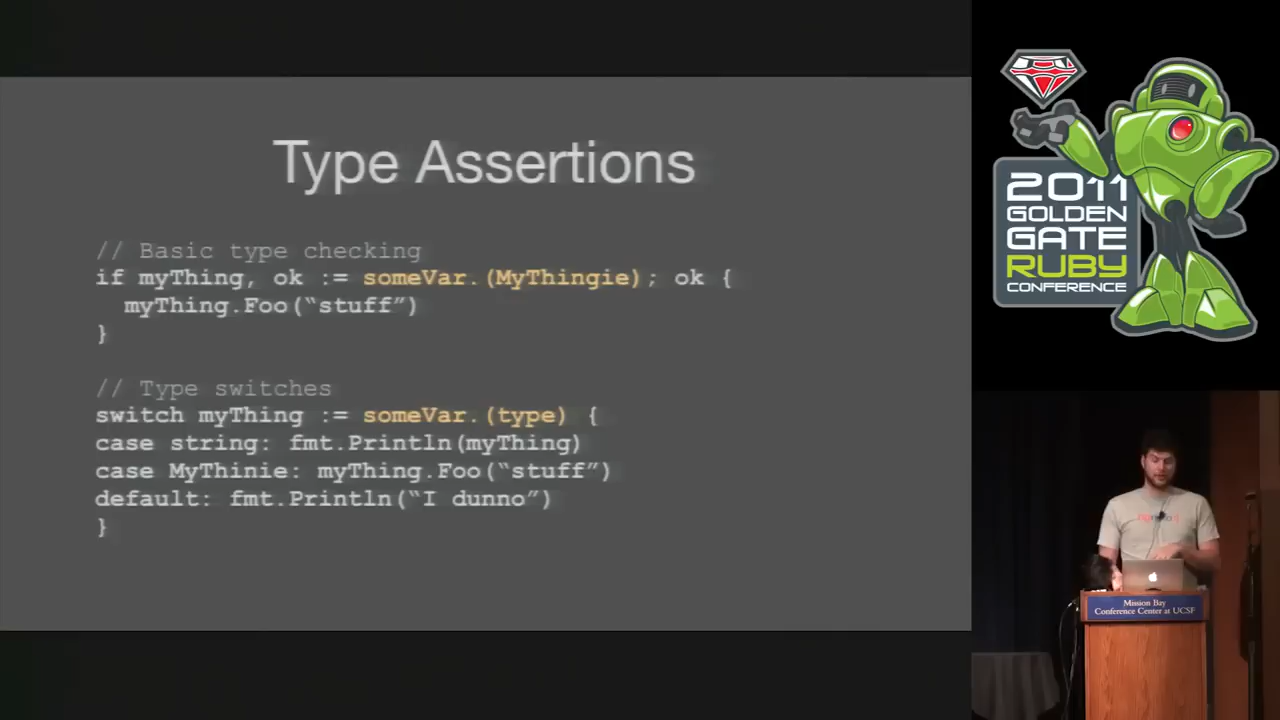 Type Assertions
// Basic type checking
if myThing, ok := someVar.(MyThingie); ok {
myThing.Foo(“stuff”)
}
// Type switches
switch myThing := someVar.(type) {
case string: fmt.Println(myThing)
case MyThinie: myThing.Foo(“stuff”)
default: fmt.Println(“I dunno”)
}
2011
GOLDEN
GATE
RUBY
CONFERENCE
Mission Bay
Conference Center at UCSF